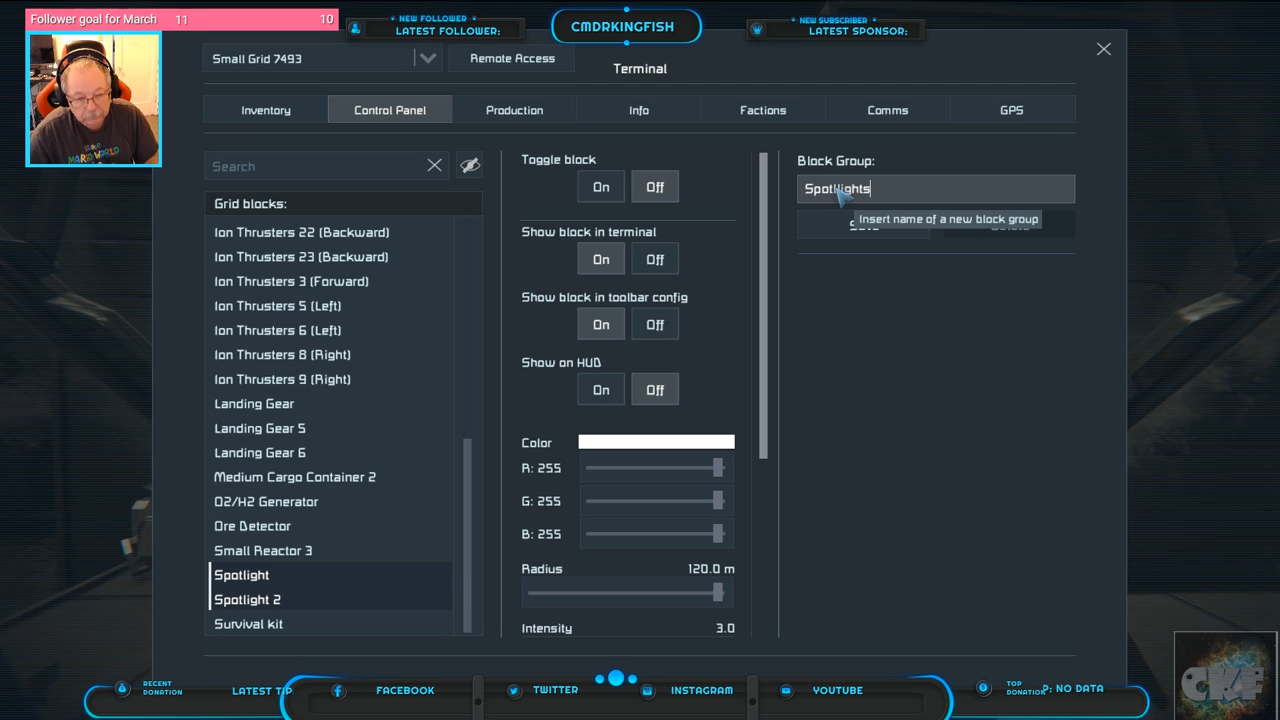 Follower goal for March 11 10
NEW FOLLOWER
LATEST FOLLOWER:
CMDRKINGFISH
NEW SUBSCRIBER
LATEST SPONSOR:
Small Grid 7493
Remote Access
Terminal
Inventory
Control Panel
Production
Info
Factions
Comms
GPS
Search
Grid blocks:
Ion Thrusters 22 (Backward)
Ion Thrusters 23 (Backward)
Ion Thrusters 3 (Forward)
Ion Thrusters 5 (Left)
Ion Thrusters 6 (Left)
Ion Thrusters 8 (Right)
Ion Thrusters 9 (Right)
Landing Gear
Landing Gear 5
Landing Gear 6
Medium Cargo Container 2
O2/H2 Generator
Ore Detector
Small Reactor 3
Spotlight
Spotlight 2
Survival kit
Toggle block
On Off
Show block in terminal
On Off
Show block in toolbar config
On Off
Show on HUD
On Off
Color
R: 255
G: 255
B: 255
Radius 120.0 m
Intensity 3.0
Block Group:
Insert name of a new block group
RECENT
DONATION
LATEST TIP
FACEBOOK
TWITTER
INSTAGRAM
YOUTUBE
TOP
DONATION
P: NO DATA
CKF